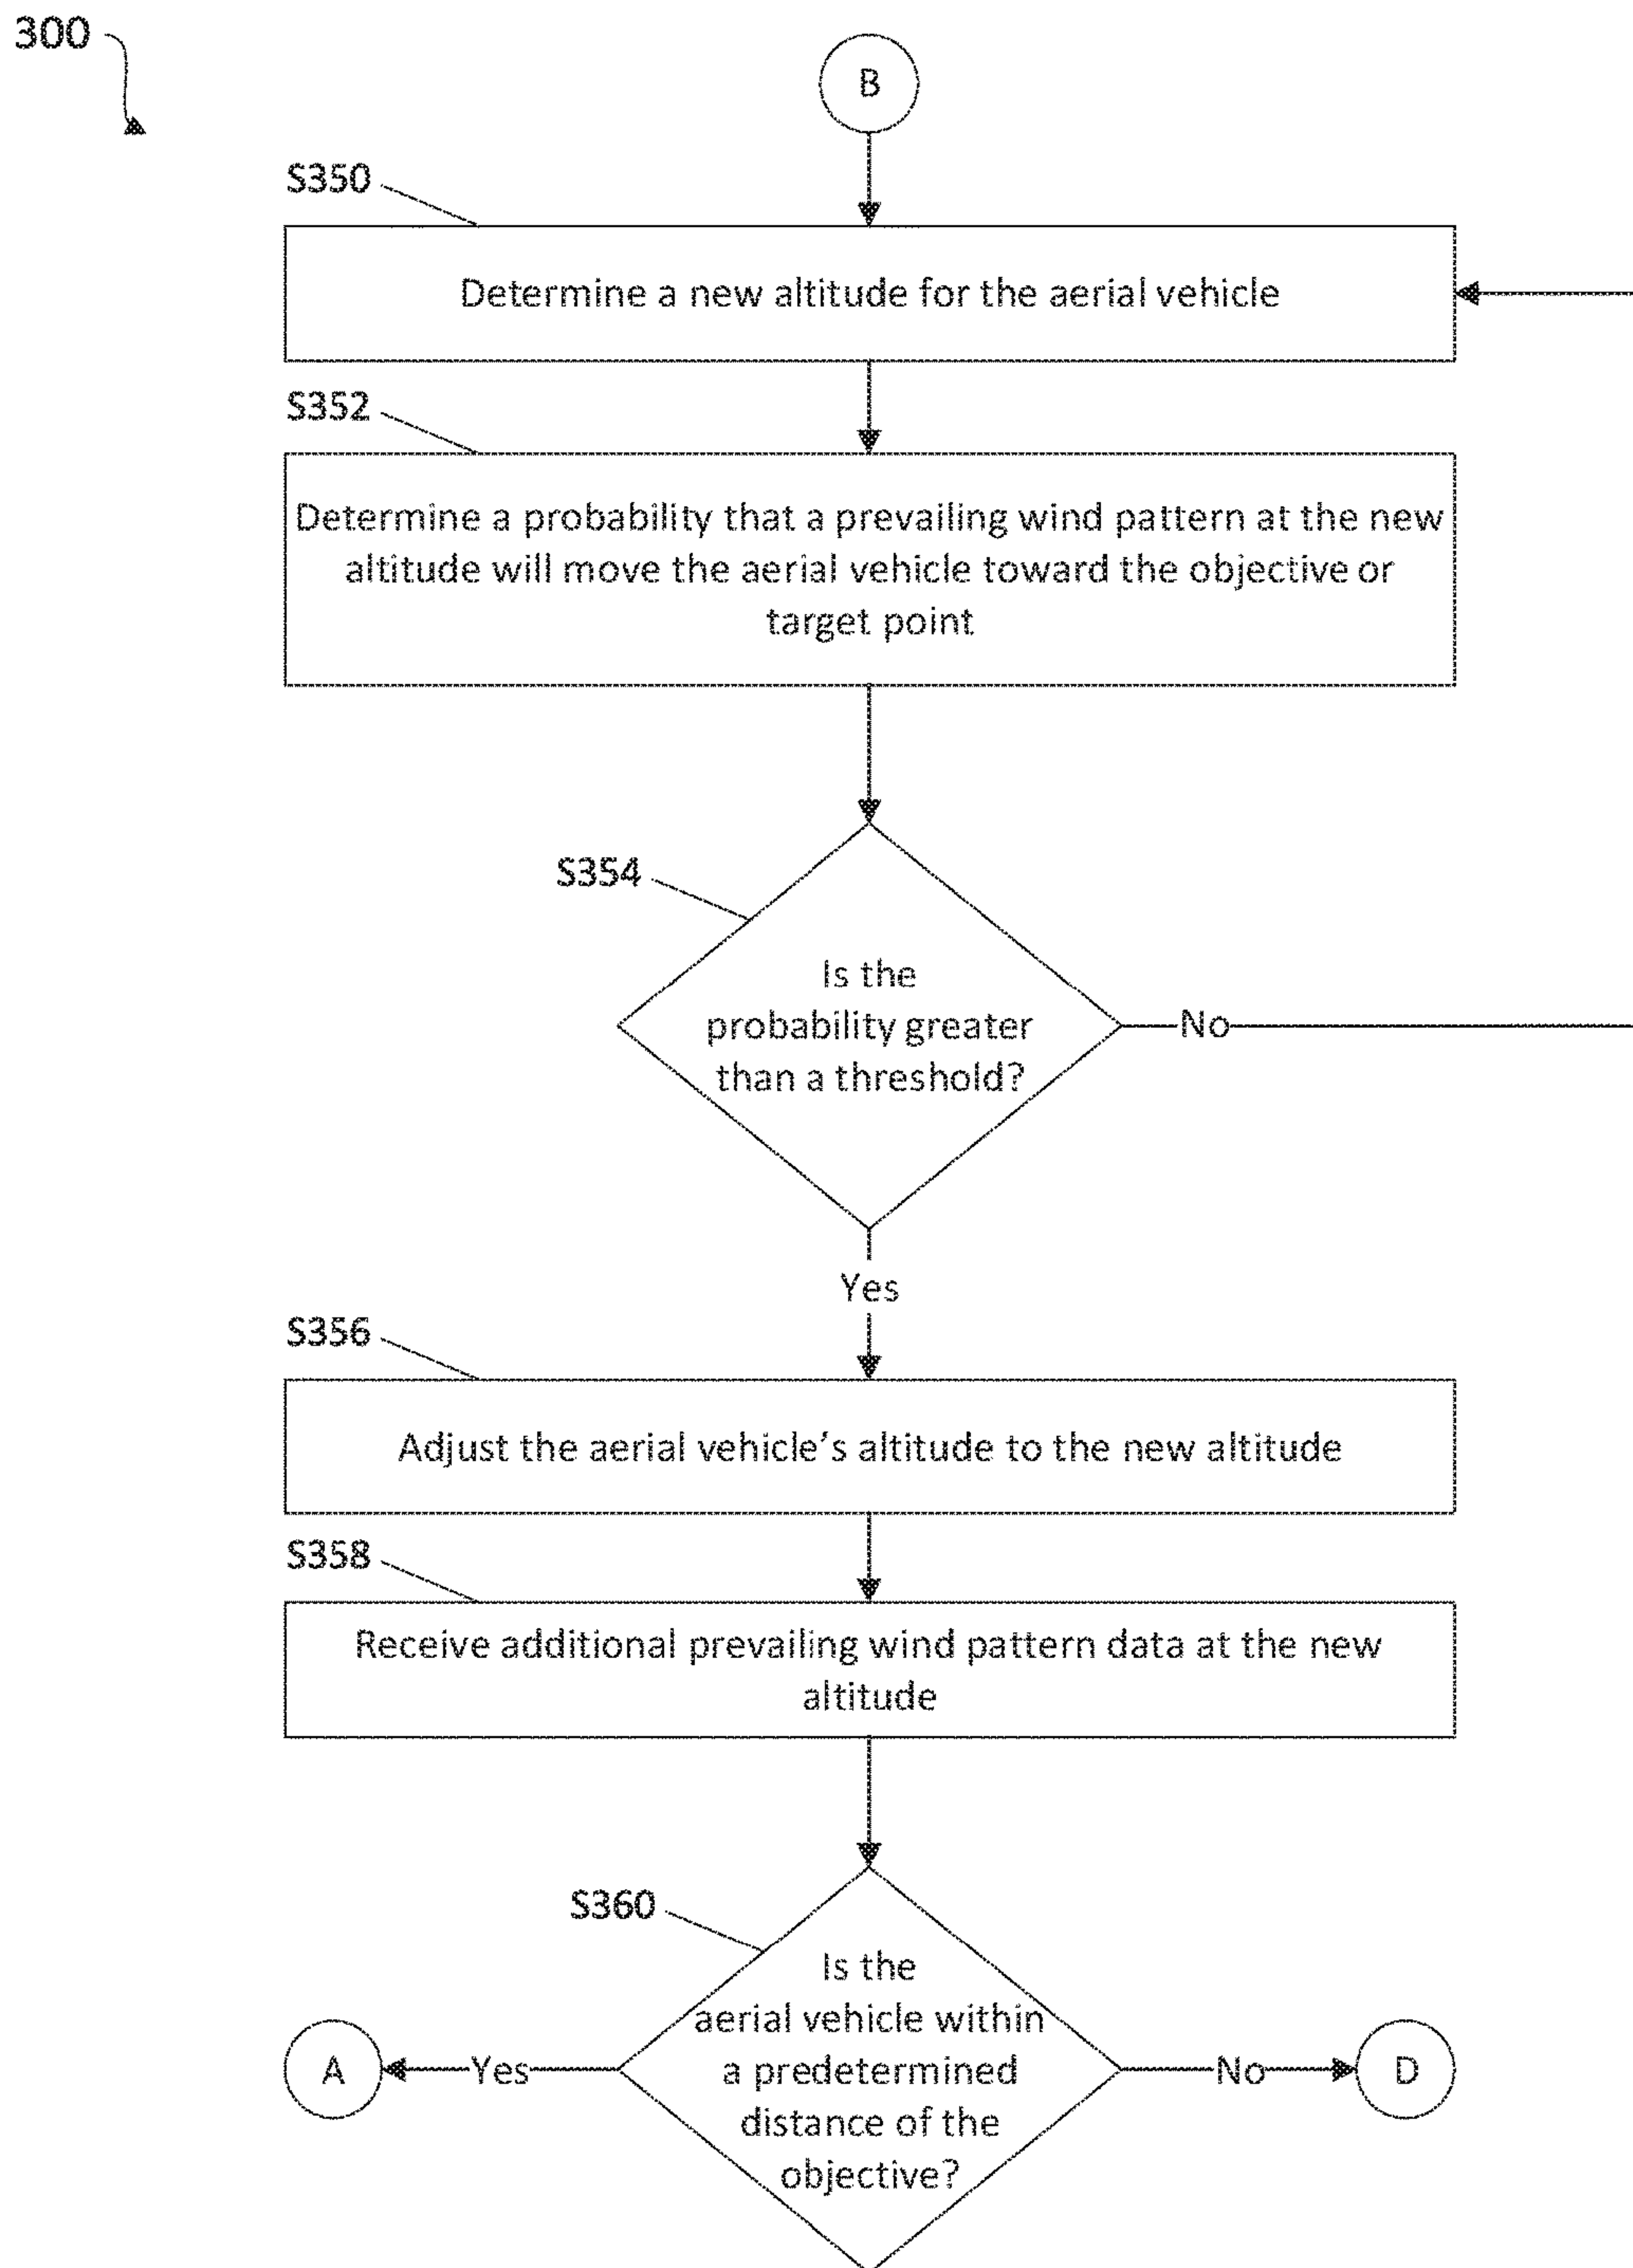 300
B
S350
Determine a new altitude for the aerial vehicle
S352
Determine a probability that a prevailing wind pattern at the new
altitude will move the aerial vehicle toward the objective or
target point
S354
Is the
probability greater
than a threshold?
No
Yes
S356
Adjust the aerial vehicle's altitude to the new altitude
S358
Receive additional prevailing wind pattern data at the new
altitude
S360
Is the
aerial vehicle within
a predetermined
distance of the
objective?
A
Yes
No
D